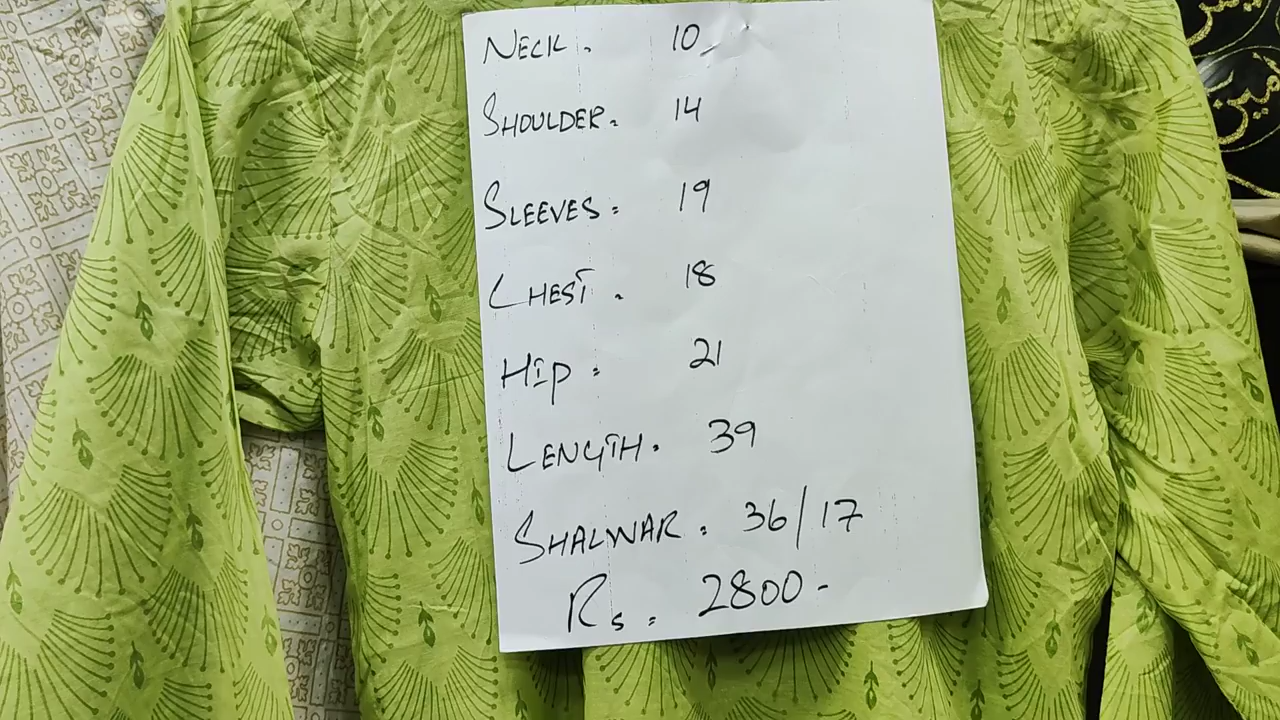 NECK. 10
SHOULDER. 14
SLEEVES: 19
CHEST. 18
HIP: 21
LENGTH. 39
SHALWAR: 36/17
Rs. 2800-